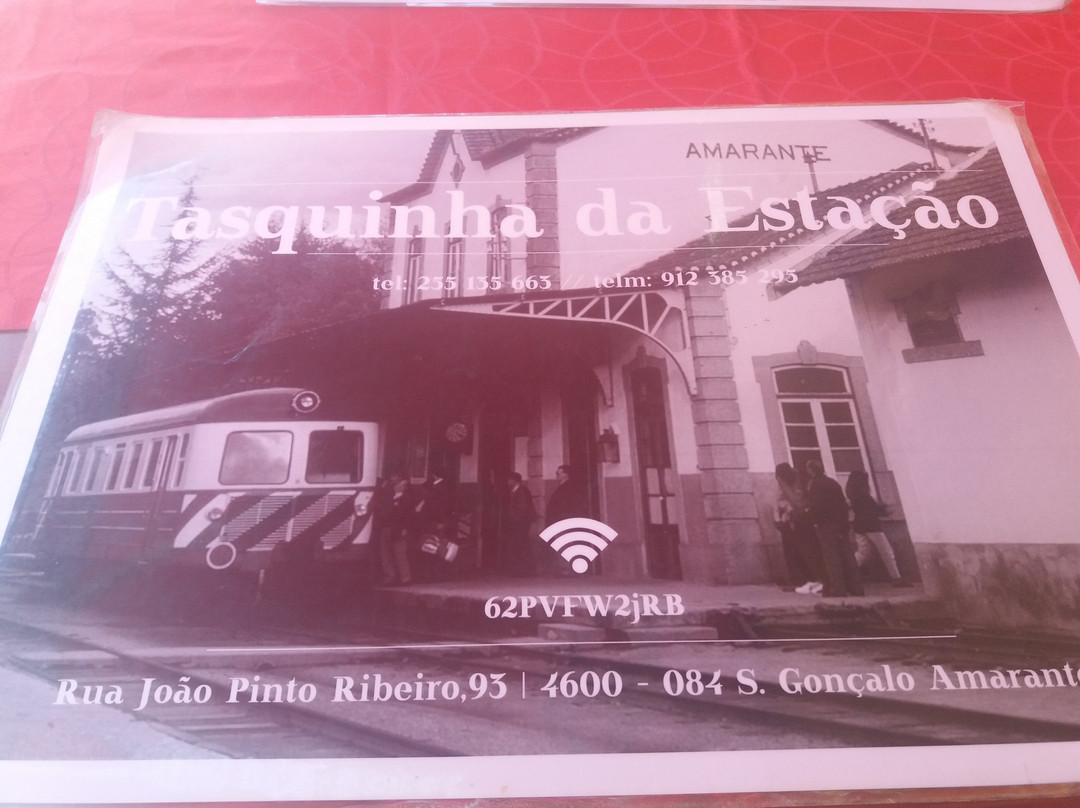 AMARANTE
Tasquinha da Estação
tel: 255 135 663 // telm: 912 385 295
62PVFW2jRB
Rua João Pinto Ribeiro,93 | 4600 - 084 S. Gonçalo Amarante